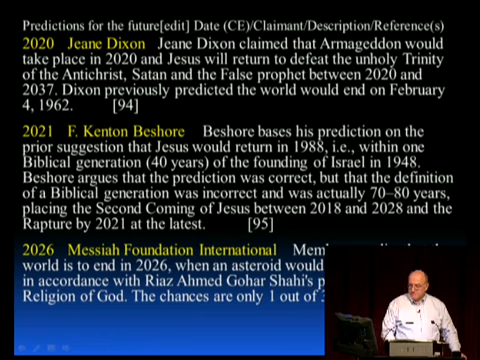 Predictions for the future[edit] Date (CE)/Claimant/Description/Reference(s)
2020 Jeane Dixon Jeane Dixon claimed that Armageddon would
take place in 2020 and Jesus will return to defeat the unholy Trinity
of the Antichrist, Satan and the False prophet between 2020 and
2037. Dixon previously predicted the world would end on February
4, 1962. [94]
2021 F. Kenton Beshore Beshore bases his prediction on the
prior suggestion that Jesus would return in 1988, i.e., within one
Biblical generation (40 years) of the founding of Israel in 1948.
Beshore argues that the prediction was correct, but that the definition
of a Biblical generation was incorrect and was actually 70–80 years,
placing the Second Coming of Jesus between 2018 and 2028 and the
Rapture by 2021 at the latest. [95]
2026 Messiah Foundation International
world is to end in 2026, when an asteroid would
in accordance with Riaz Ahmed Gohar Shahi's
Religion of God. The chances are only 1 out of